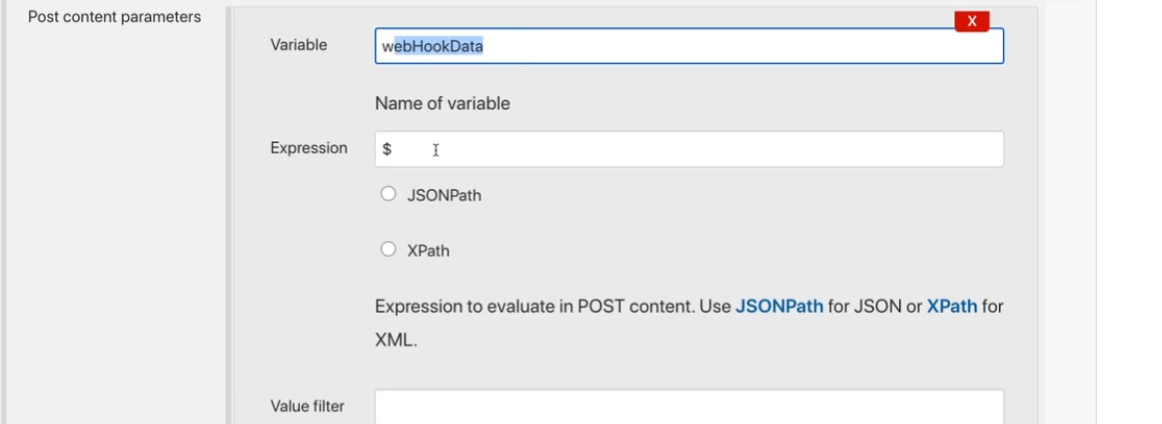 Post content parameters
X
Variable
webHookData
Name of variable
Expression
$
JSONPath
XPath
Expression to evaluate in POST content. Use JSONPath for JSON or XPath for
XML.
Value filter